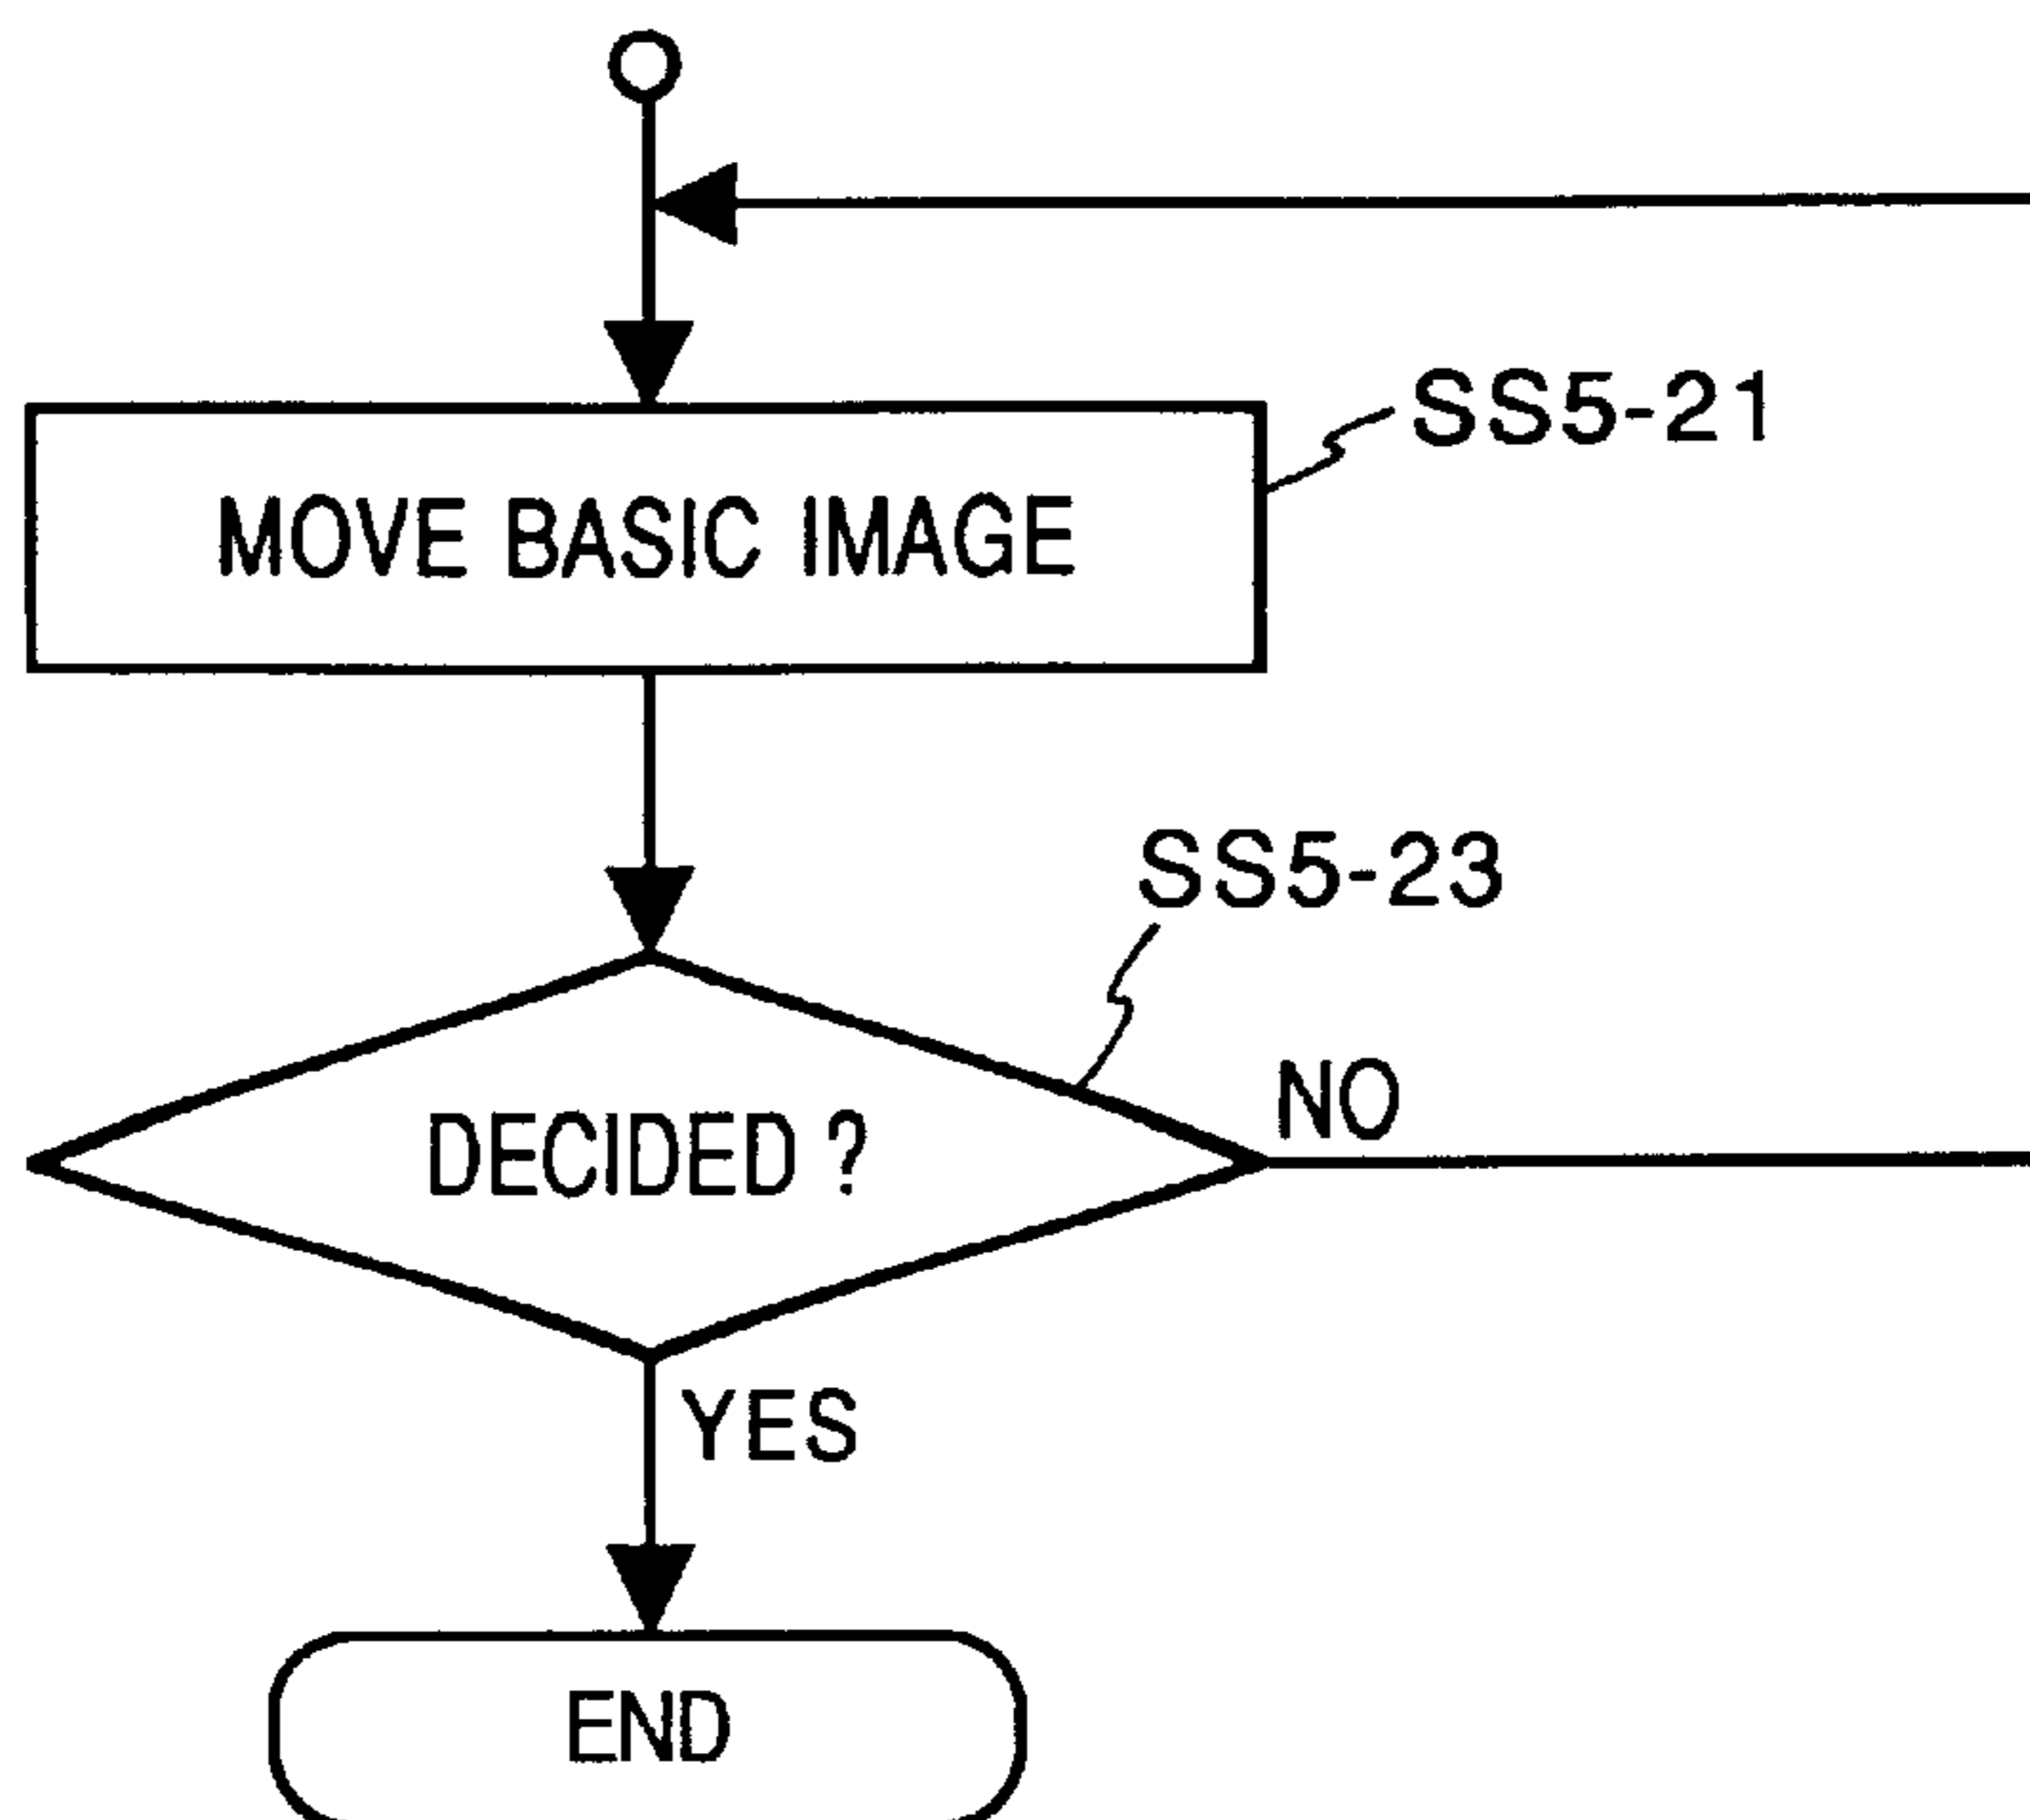 SS5-21
MOVE BASIC IMAGE
SS5-23
NO
DECIDED ?
YES
END